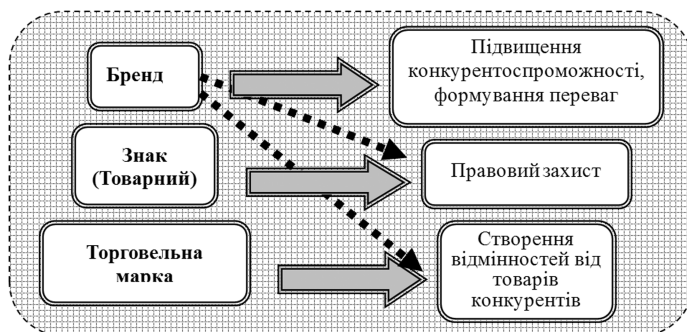 Бренд
Підвищення
конкурентоспроможності,
формування переваг
Знак
(Товарний)
Правовий захист
Торговельна
марка
Створення
відмінностей від
товарів
конкурентів